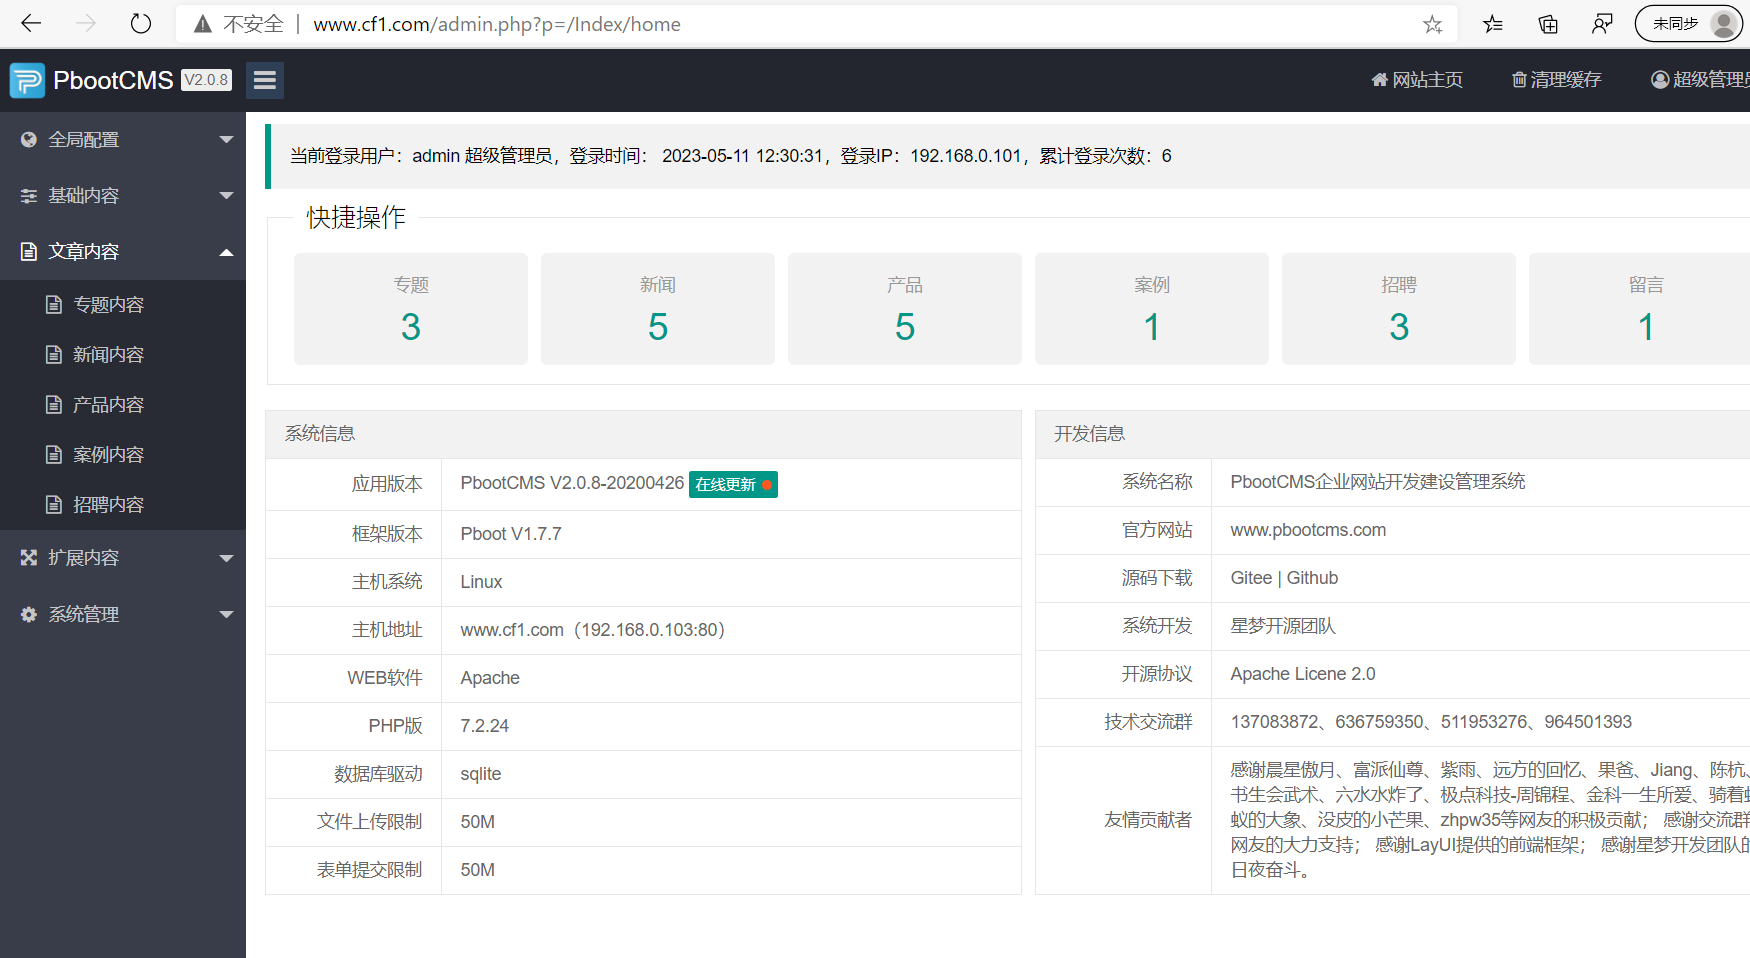 不安全 | www.cf1.com/admin.php?p=/Index/home
未同步
PbootCMS V2.0.8
网站主页
清理缓存
超级管理员
全局配置
基础内容
文章内容
专题内容
新闻内容
产品内容
案例内容
招聘内容
扩展内容
系统管理
当前登录用户：admin 超级管理员，登录时间： 2023-05-11 12:30:31，登录IP：192.168.0.101，累计登录次数：6
快捷操作
专题
3
新闻
5
产品
5
案例
1
招聘
3
留言
1
系统信息
应用版本 PbootCMS V2.0.8-20200426 在线更新
框架版本 Pboot V1.7.7
主机系统 Linux
主机地址 www.cf1.com（192.168.0.103:80）
WEB软件 Apache
PHP版 7.2.24
数据库驱动 sqlite
文件上传限制 50M
表单提交限制 50M
开发信息
系统名称 PbootCMS企业网站开发建设管理系统
官方网站 www.pbootcms.com
源码下载 Gitee | Github
系统开发 星梦开源团队
开源协议 Apache Licene 2.0
技术交流群 137083872、636759350、511953276、964501393
友情贡献者
感谢晨星傲月、富派仙尊、紫雨、远方的回忆、果爸、Jiang、陈杭、
书生会武术、六水水炸了、极点科技-周锦程、金科一生所爱、骑着
蚁的大象、没皮的小芒果、zhpw35等网友的积极贡献； 感谢交流群
网友的大力支持； 感谢LayUI提供的前端框架； 感谢星梦开发团队的
日夜奋斗。